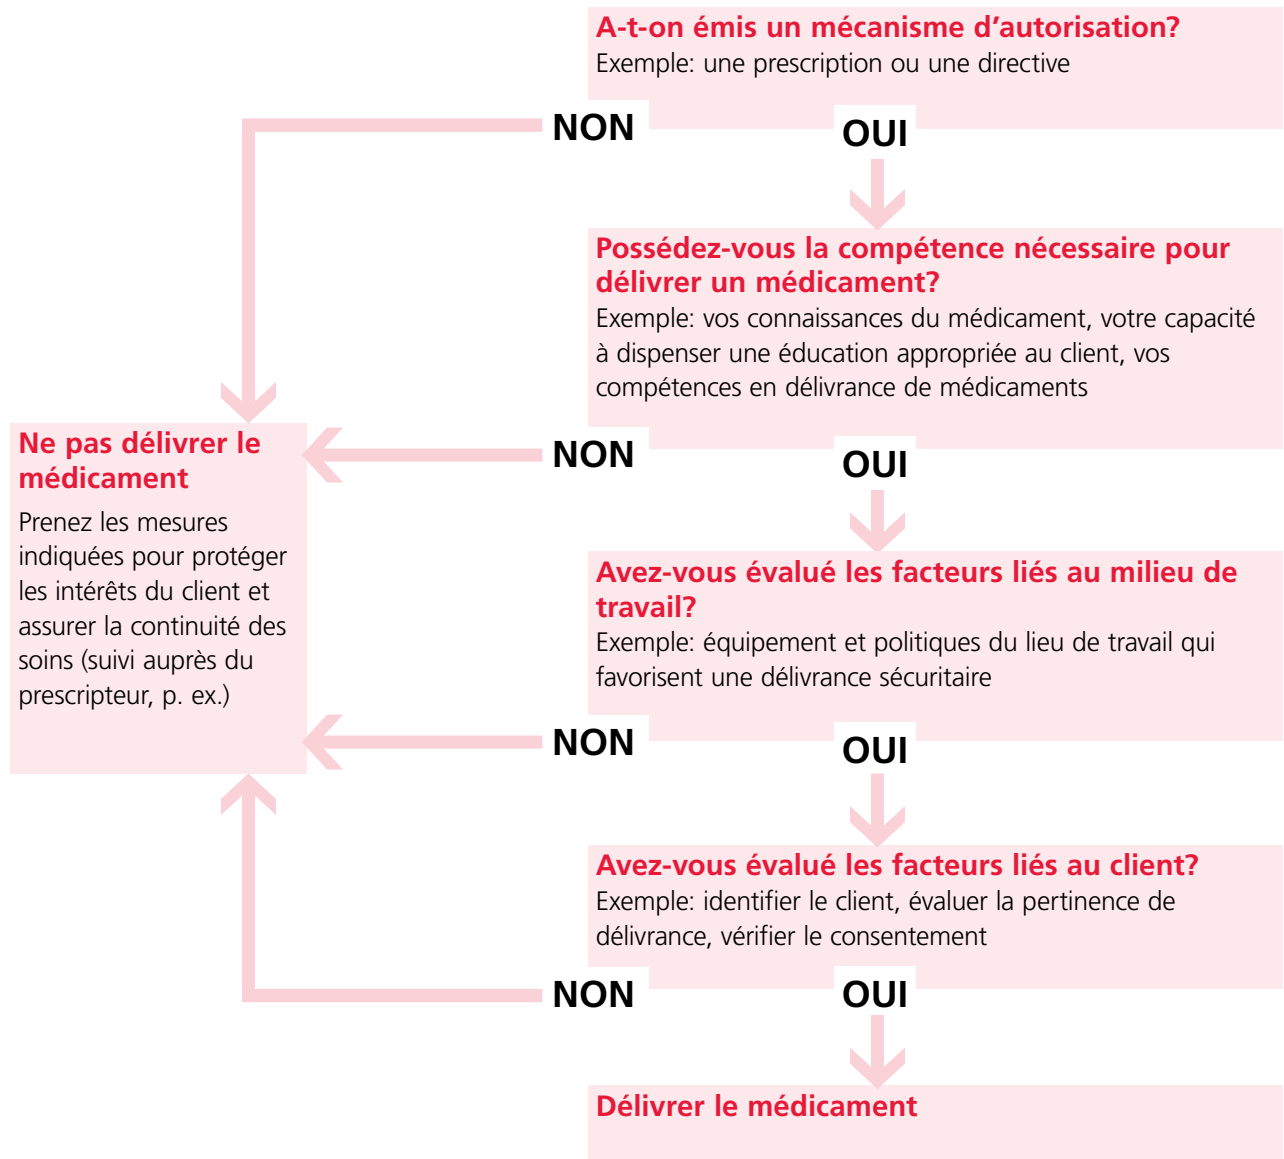 A-t-on émis un mécanisme d’autorisation?
Exemple: une prescription ou une directive
NON
OUI
Possédez-vous la compétence nécessaire pour
délivrer un médicament?
Exemple: vos connaissances du médicament, votre capacité
à dispenser une éducation appropriée au client, vos
compétences en délivrance de médicaments
Ne pas délivrer le
médicament
Prenez les mesures
indiquées pour protéger
les intérêts du client et
assurer la continuité des
soins (suivi auprès du
prescripteur, p. ex.)
NON
OUI
Avez-vous évalué les facteurs liés au milieu de
travail?
Exemple: équipement et politiques du lieu de travail qui
favorisent une délivrance sécuritaire
NON
OUI
Avez-vous évalué les facteurs liés au client?
Exemple: identifier le client, évaluer la pertinence de
délivrance, vérifier le consentement
NON
OUI
Délivrer le médicament